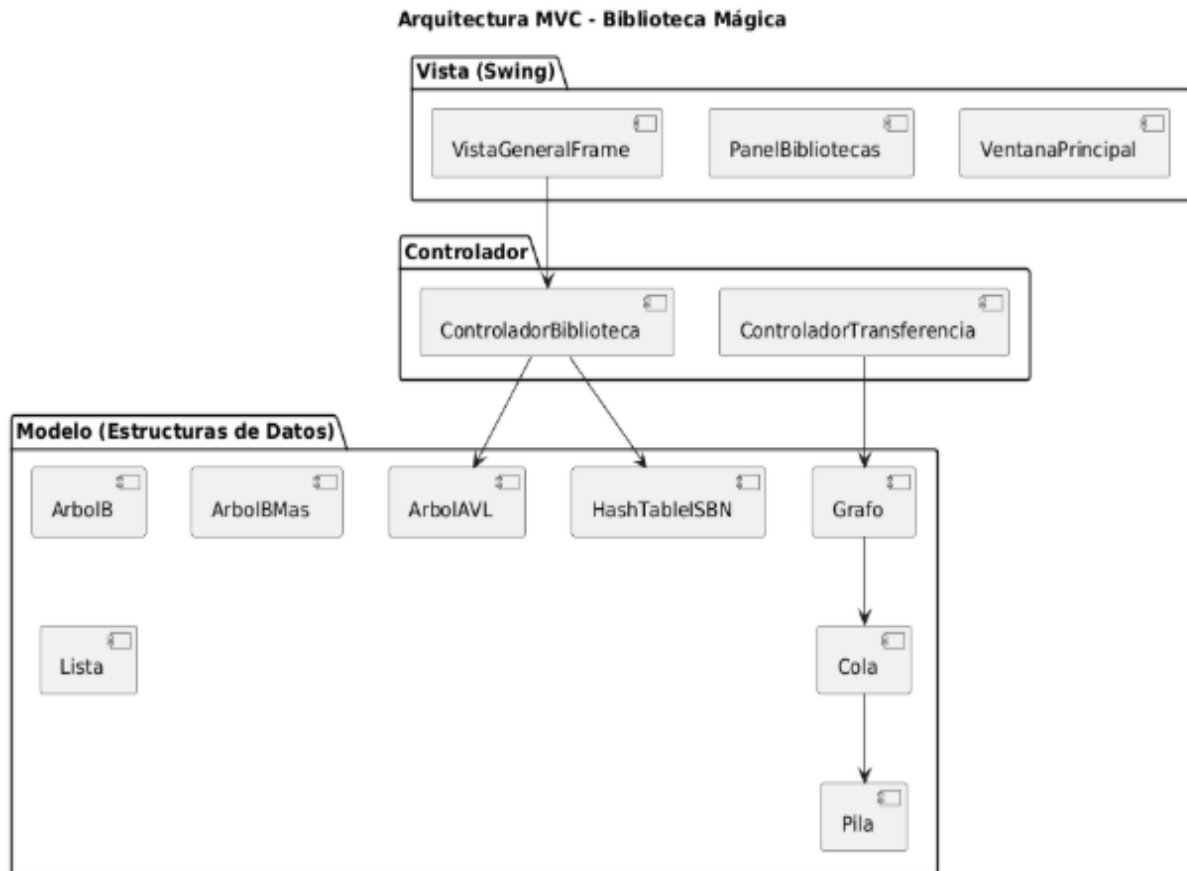 Arquitectura MVC - Biblioteca Mágica
Vista (Swing)
VistaGeneralFrame
PanelBibliotecas
VentanaPrincipal
Controlador
ControladorBiblioteca
ControladorTransferencia
Modelo (Estructuras de Datos)
ArbolB
ArbolBMas
ArbolAVL
HashTableISBN
Grafo
Lista
Cola
Pila